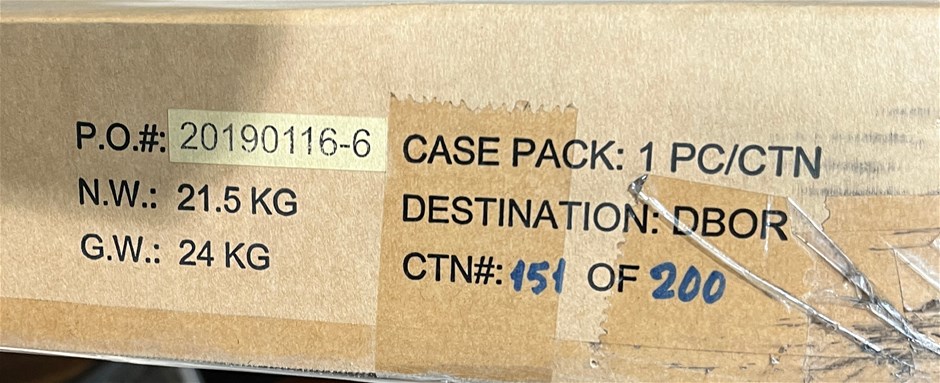 P.O.#: 20190116-6
N.W.: 21.5 KG
G.W.: 24 KG
CASE PACK: 1 PC/CTN
DESTINATION: DBOR
CTN#: 151 OF 200